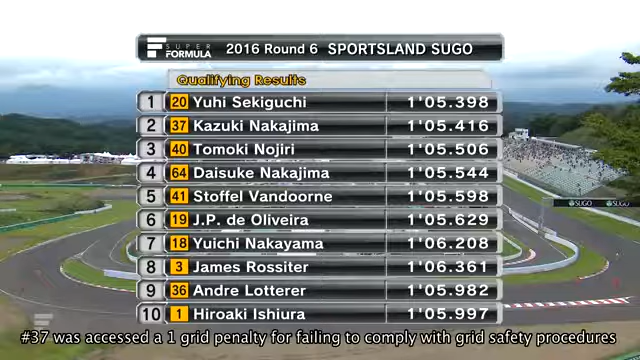 SUPER FORMULA 2016 Round 6 SPORTSLAND SUGO
Qualifying Results
1 20 Yuhi Sekiguchi 1'05.398
2 37 Kazuki Nakajima 1'05.416
3 40 Tomoki Nojiri 1'05.506
4 64 Daisuke Nakajima 1'05.544
5 41 Stoffel Vandoorne 1'05.598
6 19 J.P. de Oliveira 1'05.629
7 18 Yuichi Nakayama 1'06.208
8 3 James Rossiter 1'06.361
9 36 Andre Lotterer 1'05.982
10 1 Hiroaki Ishiura 1'05.997
SUGO SUGO
#37 was accessed a 1 grid penalty for failing to comply with grid safety procedures